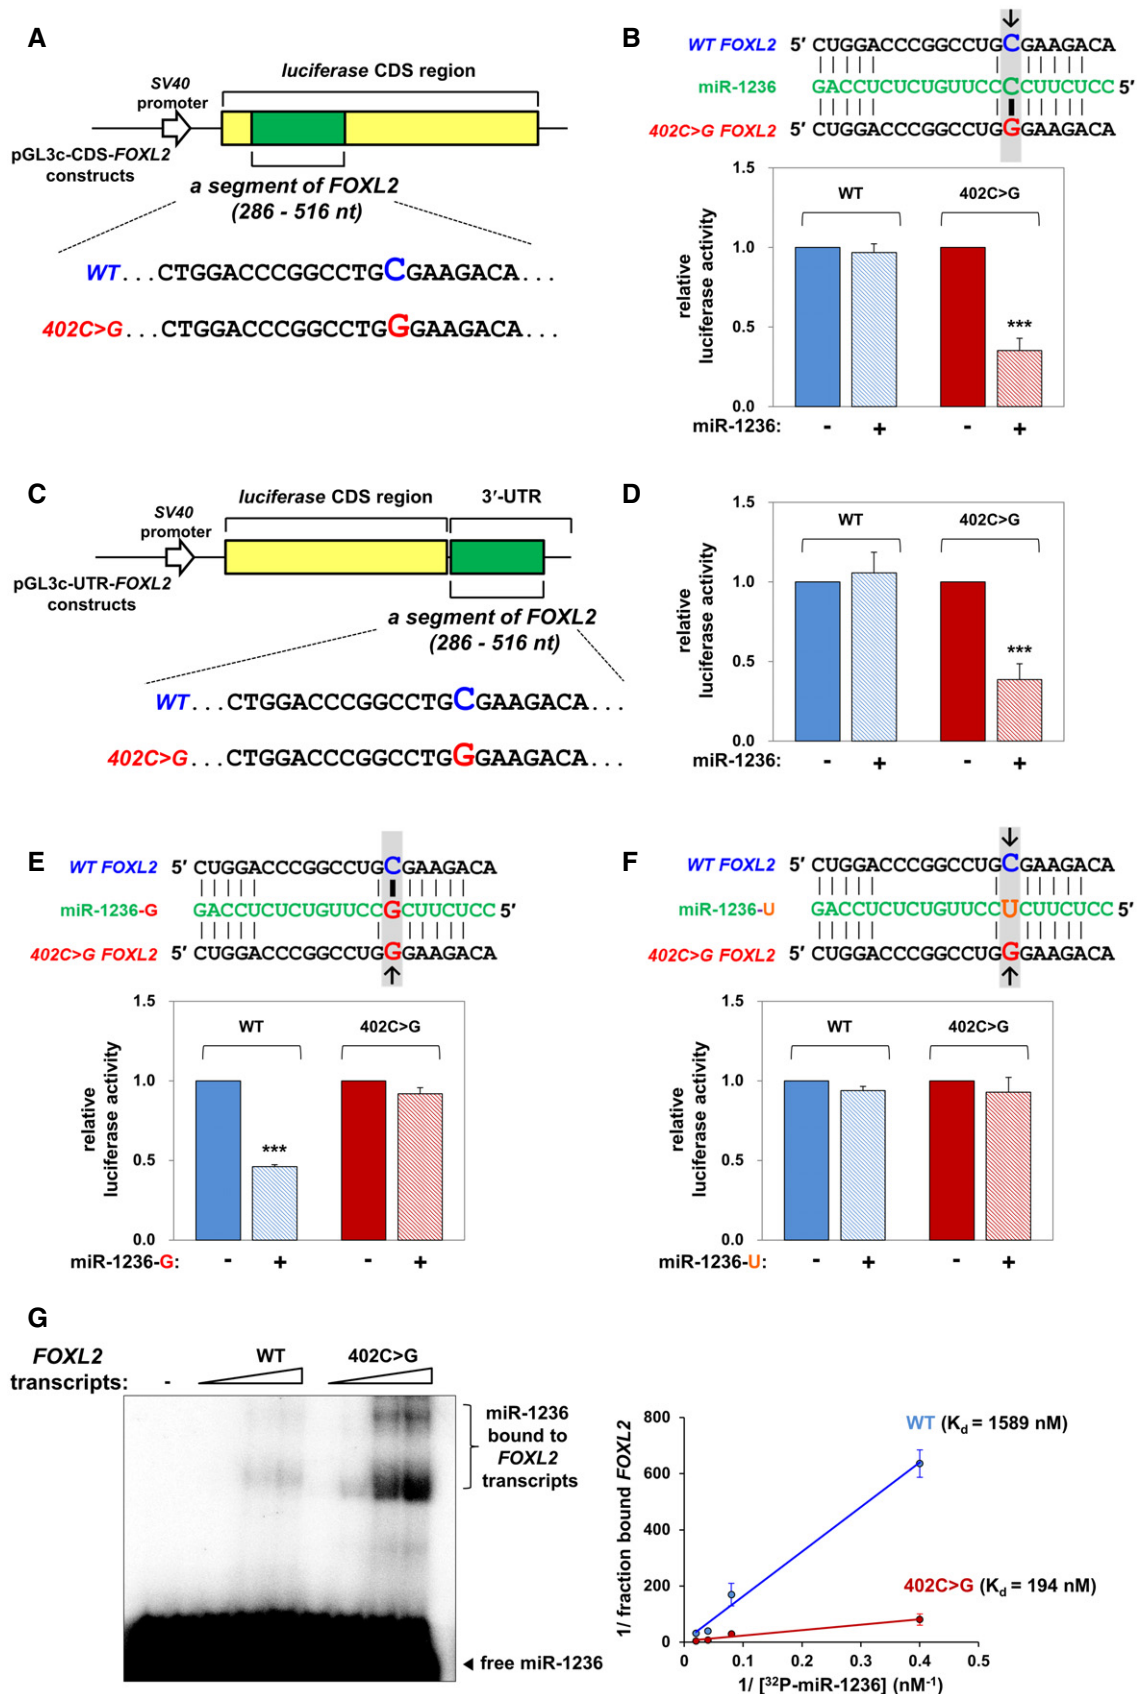 A
SV40
promoter
luciferase CDS region
pGL3c-CDS-FOXL2
constructs
a segment of FOXL2
(286 - 516 nt)
WT...CTGGACCCGGCCTGCGAAGACA...
402C>G...CTGGACCCGGCCTGGGAAGACA...
B
WT FOXL2 5′ CUGGACCCGGCCUGCGAAGACA
miR-1236 GACCUCUCUGUUCCCCUUCUCC 5′
402C>G FOXL2 5′ CUGGACCCGGCCUGGGAAGACA
relative
luciferase activity
1.5
1.0
0.5
0.0
WT
402C>G
***
miR-1236: - + - +
C
SV40
promoter
luciferase CDS region
3′-UTR
pGL3c-UTR-FOXL2
constructs
a segment of FOXL2
(286 - 516 nt)
WT...CTGGACCCGGCCTGCGAAGACA...
402C>G...CTGGACCCGGCCTGGGAAGACA...
D
relative
luciferase activity
1.5
1.0
0.5
0.0
WT
402C>G
***
miR-1236: - + - +
E
WT FOXL2 5′ CUGGACCCGGCCUGCGAAGACA
miR-1236-G GACCUCUCUGUUCCGCUUCUCC 5′
402C>G FOXL2 5′ CUGGACCCGGCCUGGGAAGACA
relative
luciferase activity
1.5
1.0
0.5
0.0
WT
402C>G
***
miR-1236-G: - + - +
F
WT FOXL2 5′ CUGGACCCGGCCUGCGAAGACA
miR-1236-U GACCUCUCUGUUCCUCUUCUCC 5′
402C>G FOXL2 5′ CUGGACCCGGCCUGGGAAGACA
relative
luciferase activity
1.5
1.0
0.5
0.0
WT
402C>G
miR-1236-U: - + - +
G
FOXL2
transcripts:
-
WT
402C>G
miR-1236
bound to
FOXL2
transcripts
◄ free miR-1236
1/ fraction bound FOXL2
800
600
400
200
0
WT (Kd = 1589 nM)
402C>G (Kd = 194 nM)
0 0.1 0.2 0.3 0.4 0.5
1/ [³²P-miR-1236] (nM⁻¹)